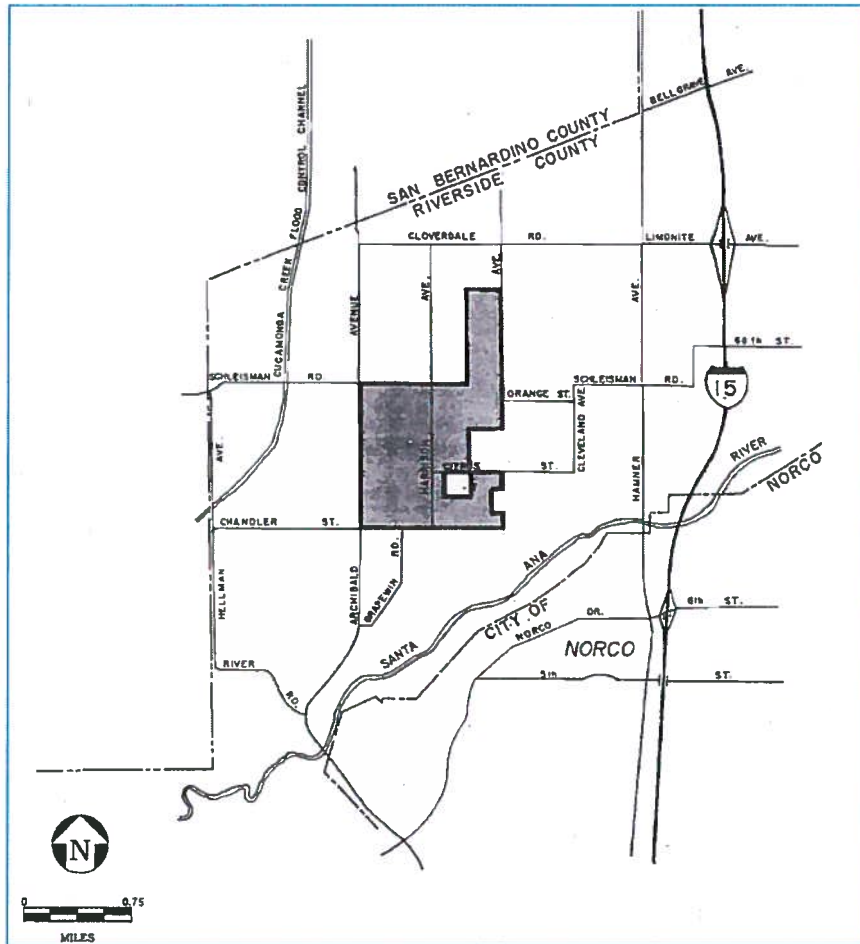 CUCAMONGA CREEK FLOOD CONTROL CHANNEL
SAN BERNARDINO COUNTY
RIVERSIDE COUNTY
BELLGRAVE AVE.
CLOVERDALE RD.
LIMONITE AVE.
AVENUE
AVE.
AVE.
AVE.
68th ST.
SCHLEISMAN RD
SCHLEISMAN RD.
ORANGE ST.
CLEVELAND AVE
15
AVE.
HARRISON
CITRUS ST.
HAMNER
RIVER
NORCO
CHANDLER ST.
HELLMAN
ARCHIBALD
GRAPEWIN RD.
SANTA ANA
CITY OF
NORCO DR.
6th ST.
NORCO
5th ST.
RIVER RD.
N
0 0.75
MILES